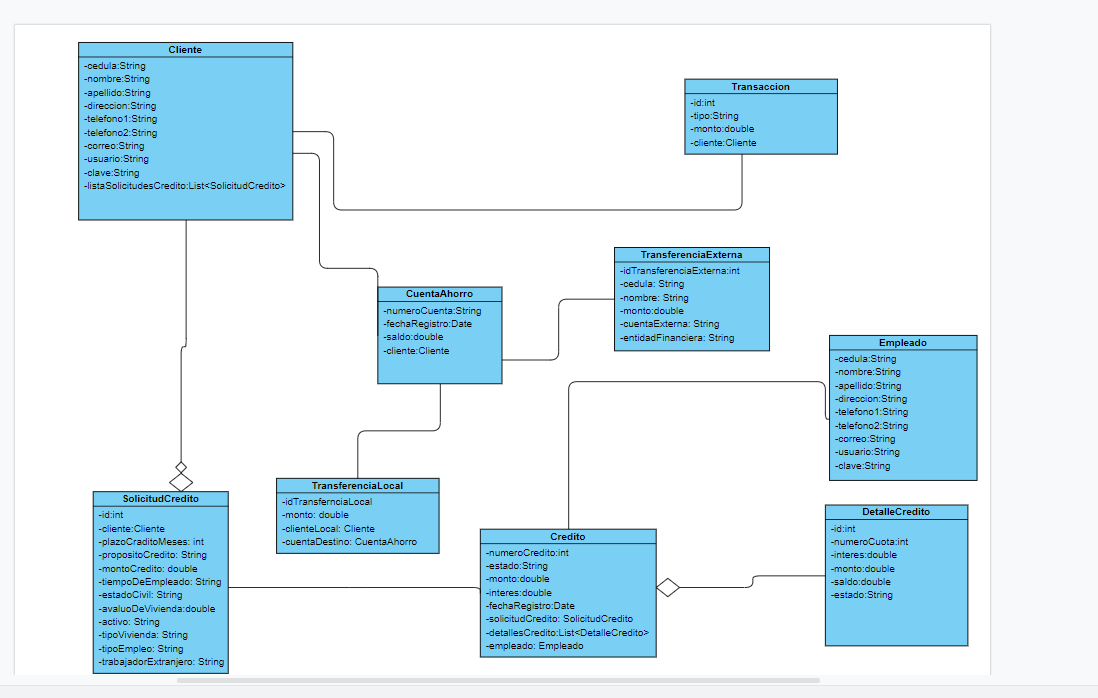 Cliente
-cedula:String
-nombre:String
-apellido:String
-direccion:String
-telefono1:String
-telefono2:String
-correo:String
-usuario:String
-clave:String
-listaSolicitudesCredito:List<SolicitudCredito>
Transaccion
-id:int
-tipo:String
-monto:double
-cliente:Cliente
TransferenciaExterna
-idTransferenciaExterna:int
-cedula: String
-nombre: String
-monto:double
-cuentaExterna: String
-entidadFinanciera: String
CuentaAhorro
-numeroCuenta:String
-fechaRegistro:Date
-saldo:double
-cliente:Cliente
Empleado
-cedula:String
-nombre:String
-apellido:String
-direccion:String
-telefono1:String
-telefono2:String
-correo:String
-usuario:String
-clave:String
TransferenciaLocal
-idTransfernciaLocal
-monto: double
-clienteLocal: Cliente
-cuentaDestino: CuentaAhorro
SolicitudCredito
-id:int
-cliente:Cliente
-plazoCraditoMeses: int
-propositoCredito: String
-montoCredito: double
-tiempoDeEmpleado: String
-estadoCivil: String
-avaluoDeVivienda:double
-activo: String
-tipoVivienda: String
-tipoEmpleo: String
-trabajadorExtranjero: String
Credito
-numeroCredito:int
-estado:String
-monto:double
-interes:double
-fechaRegistro:Date
-solicitudCredito: SolicitudCredito
-detallesCredito:List<DetalleCredito>
-empleado: Empleado
DetalleCredito
-id:int
-numeroCuota:int
-interes:double
-monto:double
-saldo:double
-estado:String